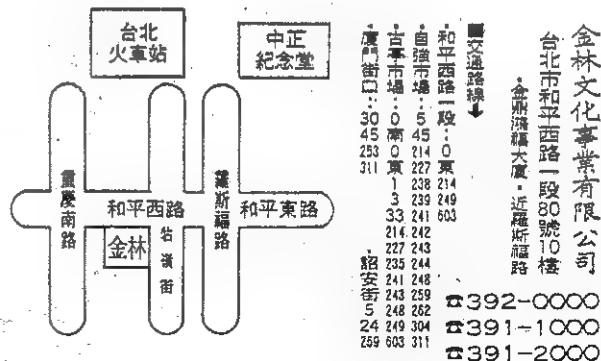 台北
火車站
中正
紀念堂
重慶南路
和平西路
羅斯福路
和平東路
金林
牯嶺街
金林文化事業有限公司
台北市和平西路一段80號10樓
·金鼎鴻福大廈·近羅斯福路
☎392-0000
☎391-1000
☎391-2000
■交通路線↓
·和平西路一段：0東 214 249 603
·自強市場：5 45 214 227 238 239 241 242 243 244 248 259 262 304 311
·古亭市場：0南 0東 1 3 33 214 227 235 241 243 248 249 603
·廈門街口：30 45 253 311 ·詔安街 5 24 259